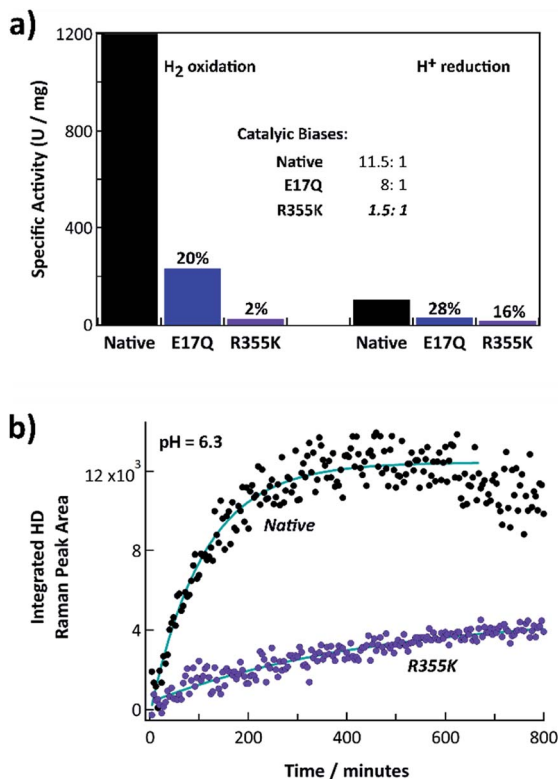 a)
1200
800
400
0
Specific Activity (U / mg)
H₂ oxidation
H⁺ reduction
Catalyic Biases:
Native 11.5: 1
E17Q 8: 1
R355K 1.5: 1
20%
2%
28%
16%
Native E17Q R355K Native E17Q R355K
b)
pH = 6.3
12 x10³
8
4
0
Integrated HD
Raman Peak Area
Native
R355K
0 200 400 600 800
Time / minutes